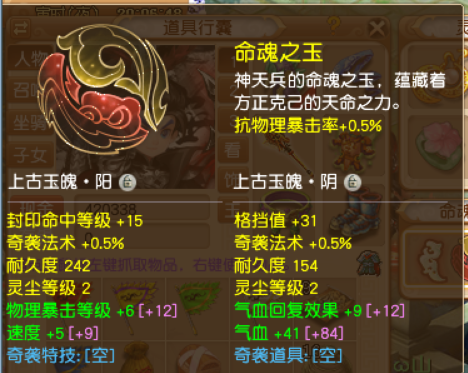 道具行囊
命魂之玉
神天兵的命魂之玉，蕴藏着
方正克己的天命之力。
抗物理暴击率+0.5%
上古玉魄·阳
封印命中等级 +15
奇袭法术 +0.5%
耐久度 242
灵尘等级 2
物理暴击等级 +6 [+12]
速度 +5 [+9]
奇袭特技: [空]
上古玉魄·阴
格挡值 +31
奇袭法术 +0.5%
耐久度 154
灵尘等级 2
气血回复效果 +9 [+12]
气血 +41 [+84]
奇袭道具: [空]